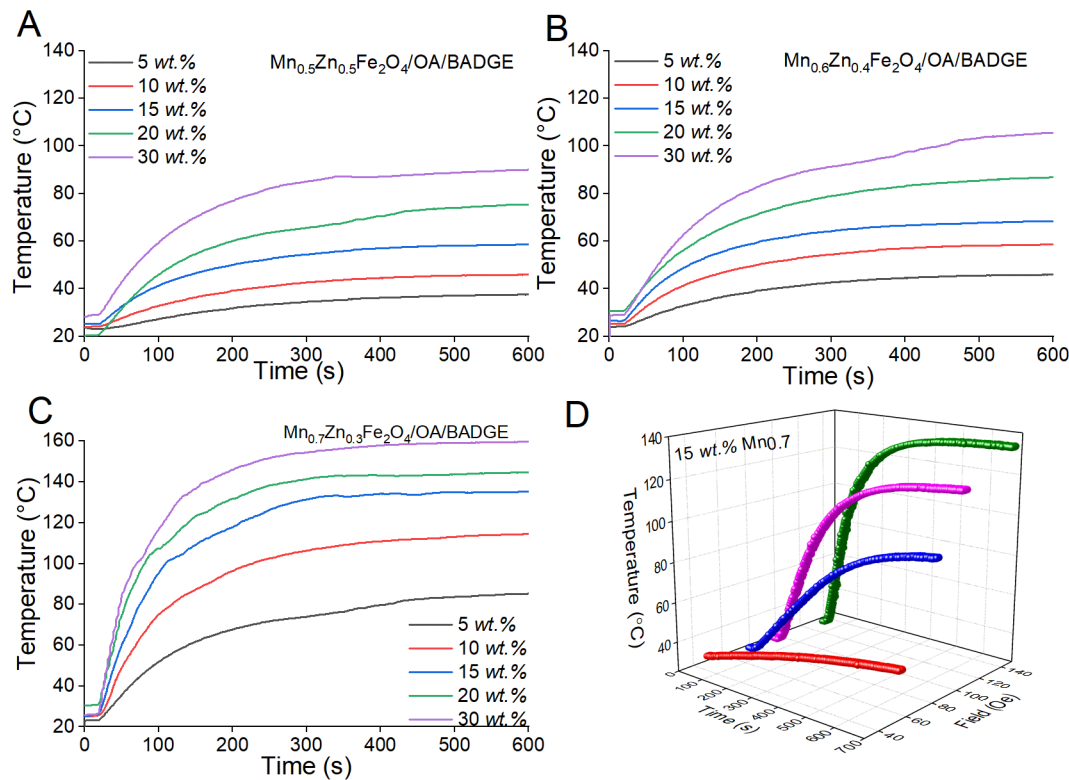 A
Mn0.5Zn0.5Fe2O4/OA/BADGE
5 wt.%
10 wt.%
15 wt.%
20 wt.%
30 wt.%
140
120
100
80
60
40
20
0
100
200
300
400
500
600
Temperature (°C)
Time (s)
B
Mn0.6Zn0.4Fe2O4/OA/BADGE
5 wt.%
10 wt.%
15 wt.%
20 wt.%
30 wt.%
140
120
100
80
60
40
20
0
100
200
300
400
500
600
Temperature (°C)
Time (s)
C
Mn0.7Zn0.3Fe2O4/OA/BADGE
160
140
120
100
80
60
40
20
0
100
200
300
400
500
600
Temperature (°C)
Time (s)
5 wt.%
10 wt.%
15 wt.%
20 wt.%
30 wt.%
D
15 wt.% Mn0.7
140
120
100
80
60
40
Temperature (°C)
0
100
200
300
400
500
600
700
Time (s)
40
60
80
100
120
140
Field (Oe)